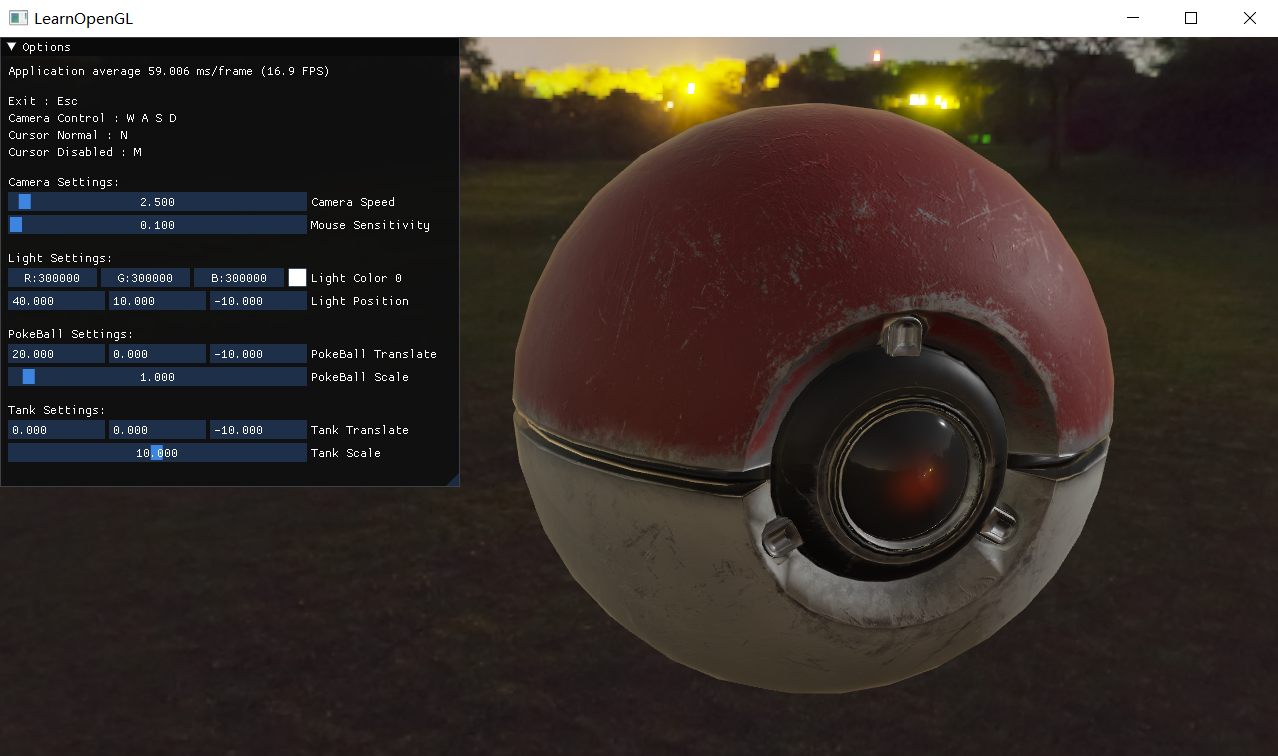 LearnOpenGL
Options
Application average 59.006 ms/frame (16.9 FPS)
Exit : Esc
Camera Control : W A S D
Cursor Normal : N
Cursor Disabled : M
Camera Settings:
2.500 Camera Speed
0.100 Mouse Sensitivity
Light Settings:
R:300000 G:300000 B:300000 Light Color 0
40.000 10.000 -10.000 Light Position
PokeBall Settings:
20.000 0.000 -10.000 PokeBall Translate
1.000 PokeBall Scale
Tank Settings:
0.000 0.000 -10.000 Tank Translate
10.000 Tank Scale